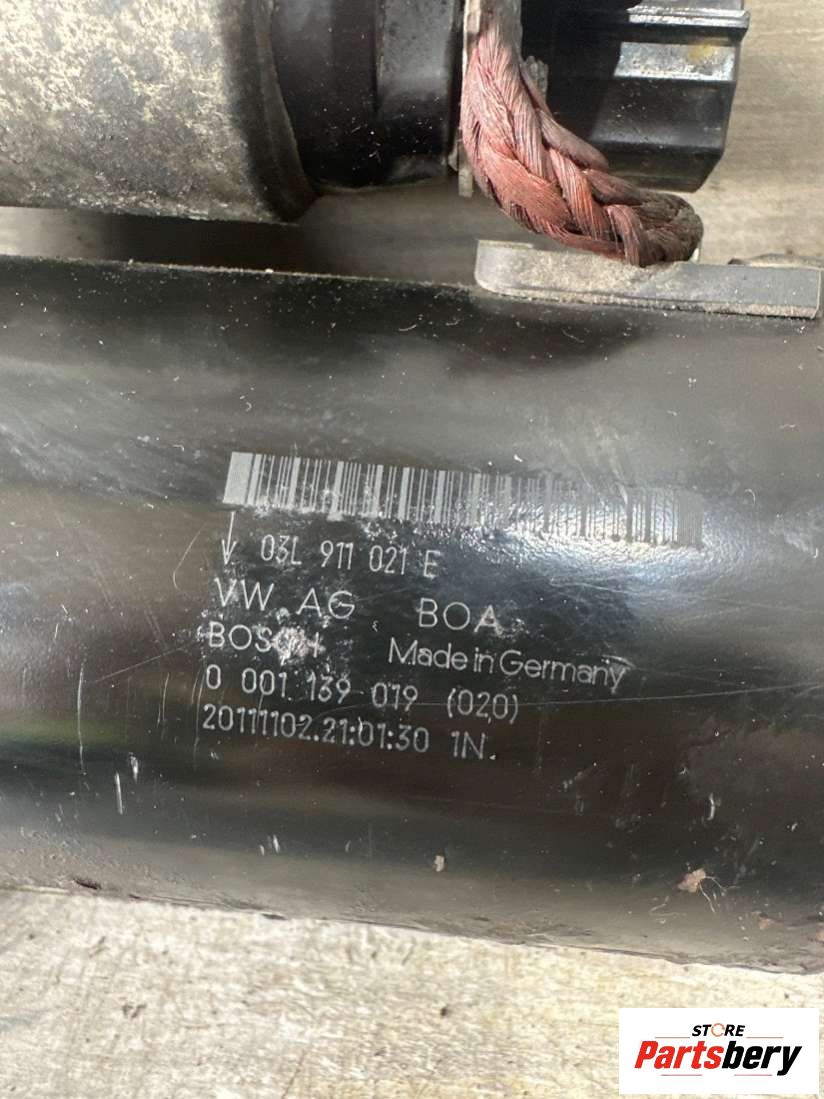 03L 911 021 E
VW AG BOA
BOSCH Made in Germany
0 001 139 019 (020)
20111102.21:01:30 1N.
STORE
Partsbery